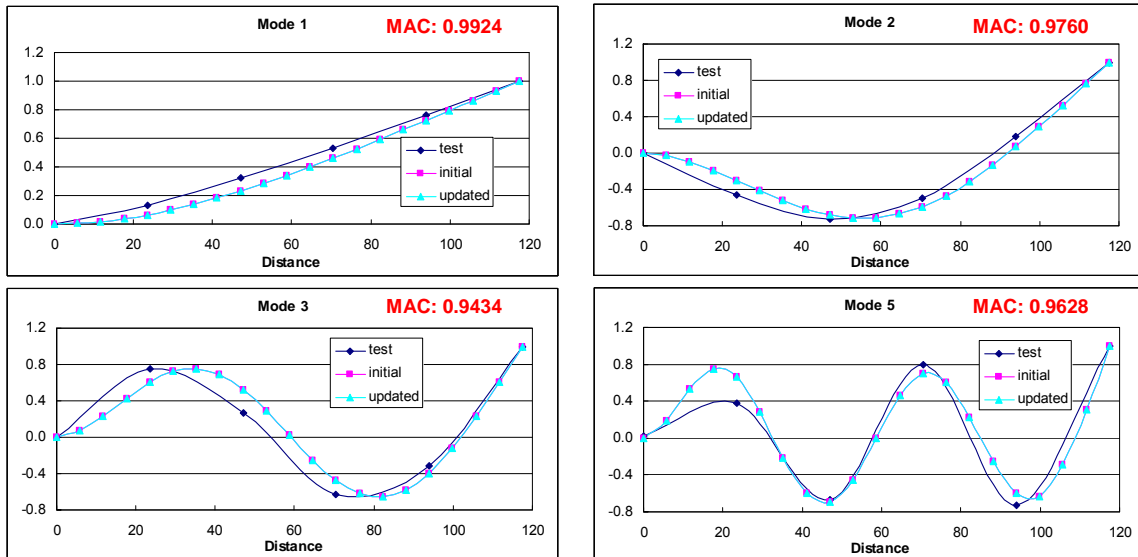 Mode 1
MAC: 0.9924
1.2
1.0
0.8
0.6
0.4
0.2
0.0
test
initial
updated
0 20 40 60 80 100 120
Distance
Mode 2
MAC: 0.9760
1.2
0.8
0.4
0.0
-0.4
-0.8
test
initial
updated
0 20 40 60 80 100 120
Distance
Mode 3
MAC: 0.9434
1.2
0.8
0.4
0.0
-0.4
-0.8
test
initial
updated
0 20 40 60 80 100 120
Distance
Mode 5
MAC: 0.9628
1.2
0.8
0.4
0.0
-0.4
-0.8
test
initial
updated
0 20 40 60 80 100 120
Distance